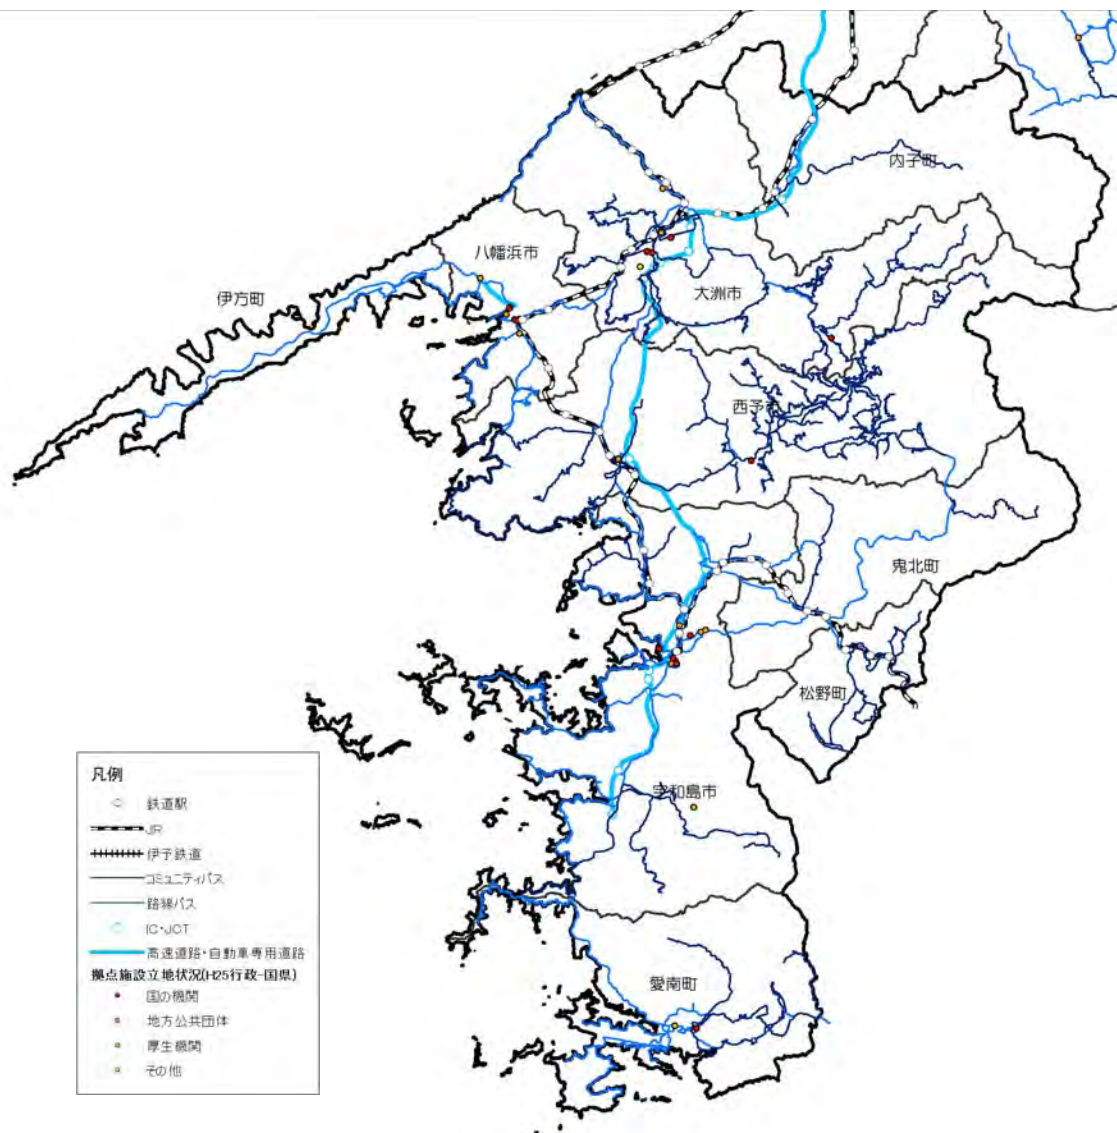 内子町
八幡浜市
伊方町
大洲市
西予市
鬼北町
松野町
宇和島市
愛南町
凡例
鉄道駅
JR
伊予鉄道
コミュニティバス
路線バス
IC・JCT
高速道路・自動車専用道路
拠点施設立地状況(H25行政-国県)
国の機関
地方公共団体
厚生機関
その他